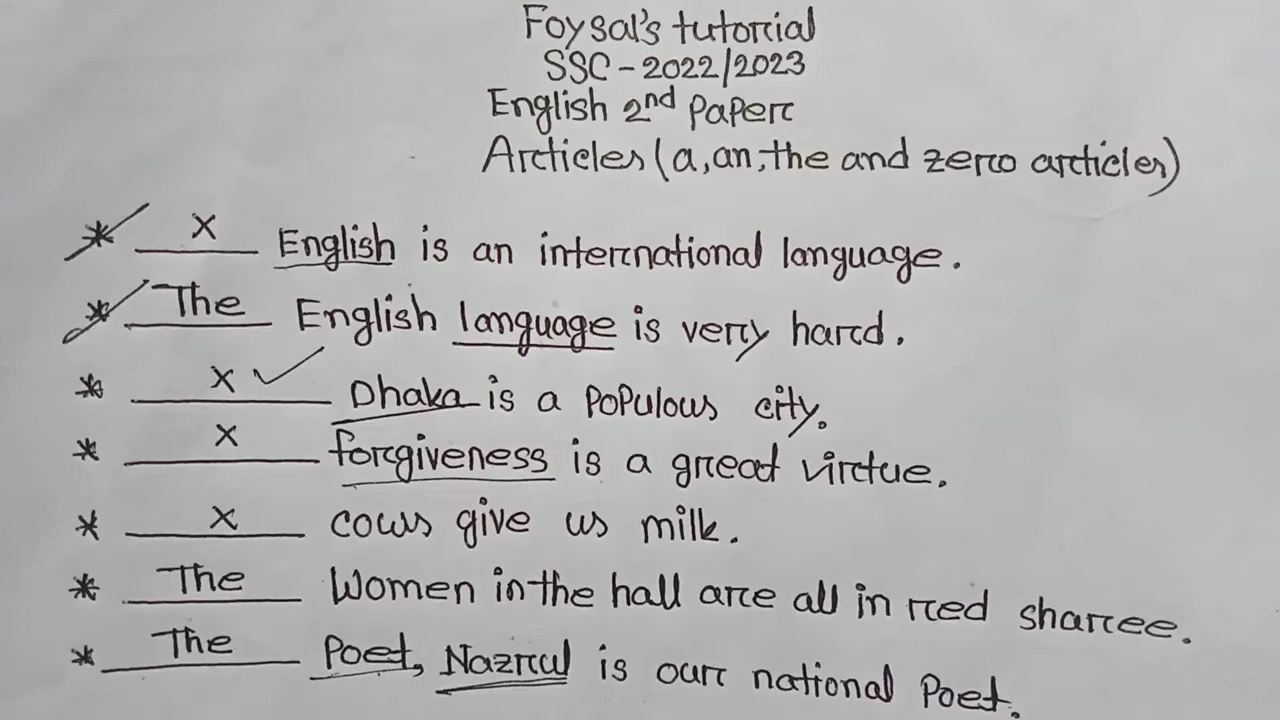 Foysal's tutorial
SSC - 2022/2023
English 2nd Paper
Articles (a, an, the and zero articles)
* x English is an international language.
* The English language is very hard.
* x ✓ Dhaka is a populous city.
* x forgiveness is a great virtue.
* x cows give us milk.
* The Women in the hall are all in red sharee.
* The Poet, Nazrul is our national Poet.